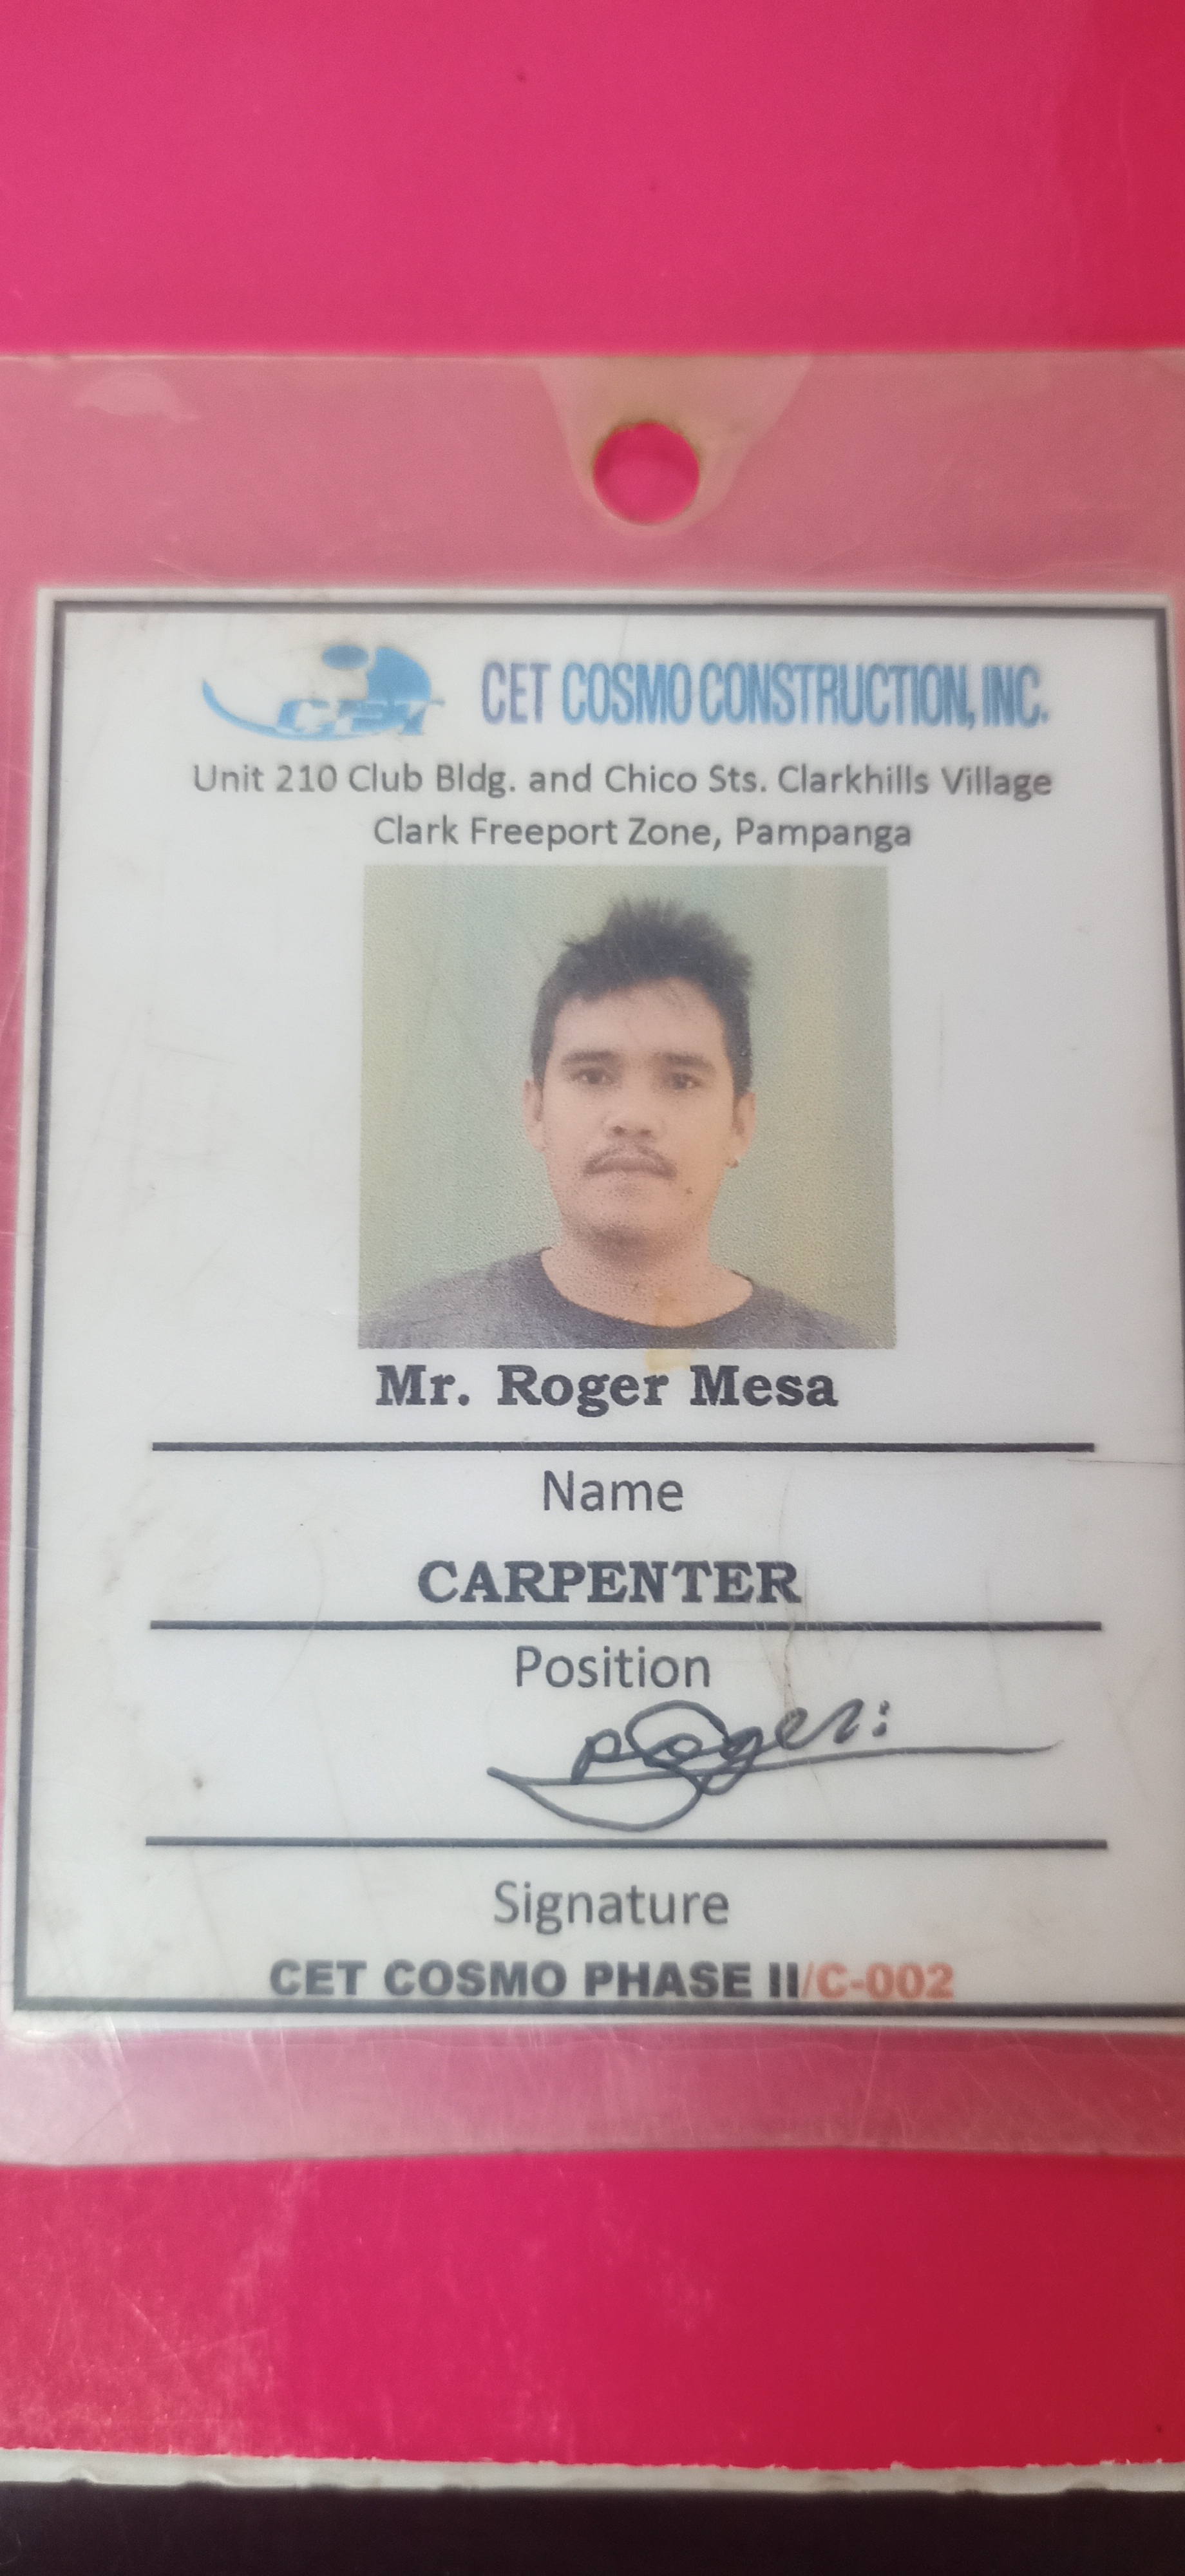 CET
CET COSMO CONSTRUCTION, INC.
Unit 210 Club Bldg. and Chico Sts. Clarkhills Village
Clark Freeport Zone, Pampanga
Mr. Roger Mesa
Name
CARPENTER
Position
Roger
Signature
CET COSMO PHASE II/C-002